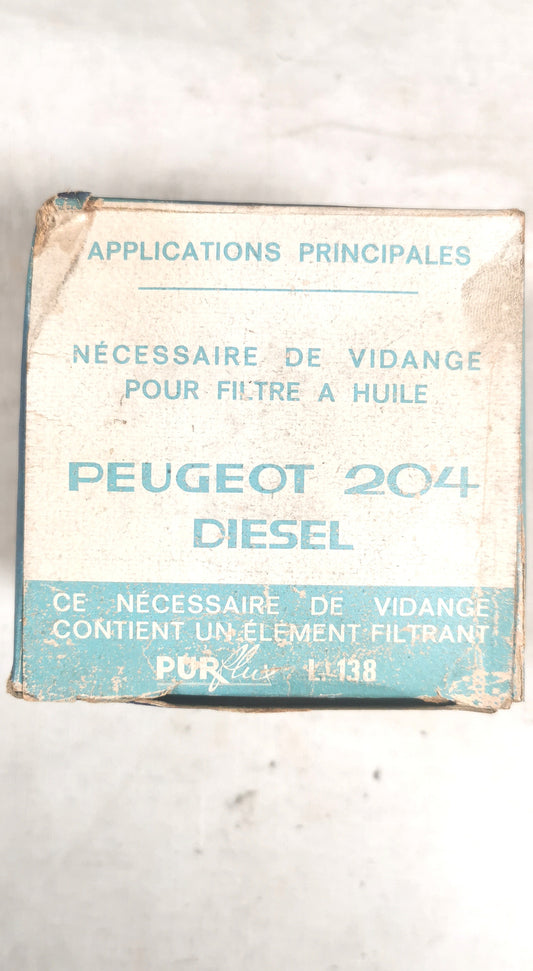 APPLICATIONS PRINCIPALES
NÉCESSAIRE DE VIDANGE
POUR FILTRE A HUILE
PEUGEOT 204
DIESEL
CE NÉCESSAIRE DE VIDANGE
CONTIENT UN ÉLEMENT FILTRANT
PURflux L. 138